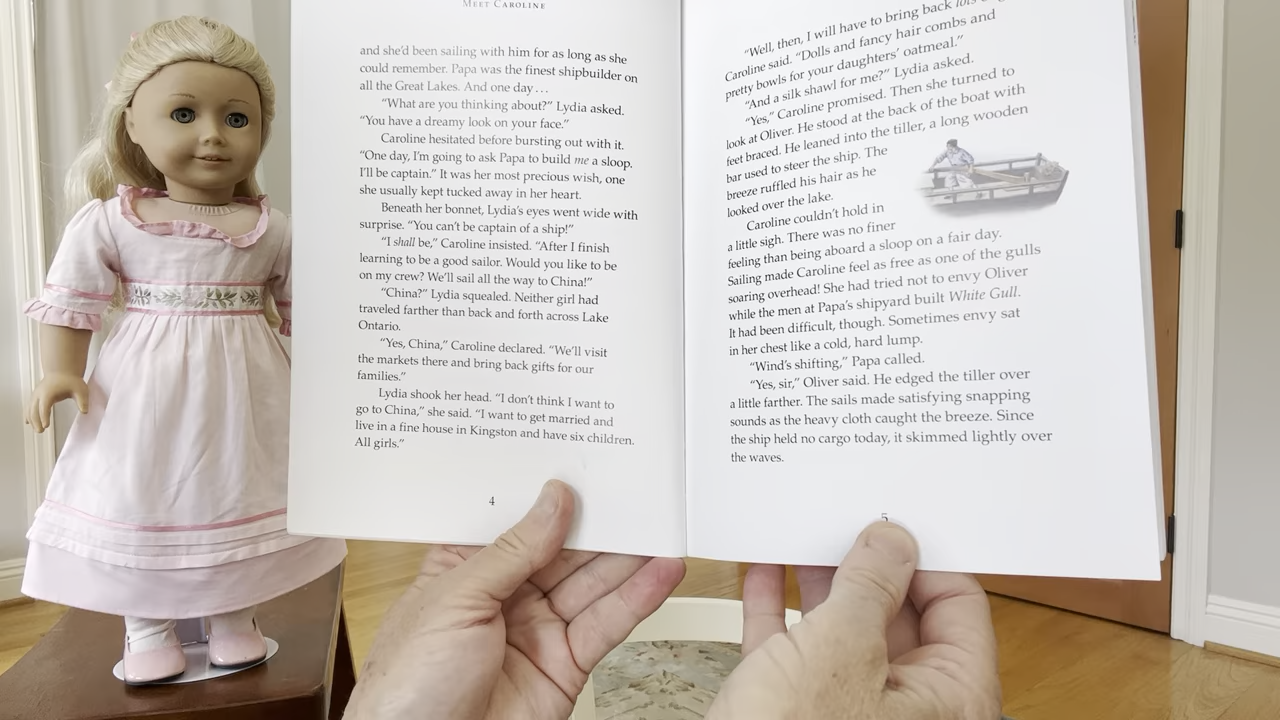 MEET CAROLINE
and she'd been sailing with him for as long as she
could remember. Papa was the finest shipbuilder on
all the Great Lakes. And one day . . .
"What are you thinking about?" Lydia asked.
"You have a dreamy look on your face."
Caroline hesitated before bursting out with it.
"One day, I'm going to ask Papa to build me a sloop.
I'll be captain." It was her most precious wish, one
she usually kept tucked away in her heart.
Beneath her bonnet, Lydia's eyes went wide with
surprise. "You can't be captain of a ship!"
"I shall be," Caroline insisted. "After I finish
learning to be a good sailor. Would you like to be
on my crew? We'll sail all the way to China!"
"China?" Lydia squealed. Neither girl had
traveled farther than back and forth across Lake
Ontario.
"Yes, China," Caroline declared. "We'll visit
the markets there and bring back gifts for our
families."
Lydia shook her head. "I don't think I want to
go to China," she said. "I want to get married and
live in a fine house in Kingston and have six children.
All girls."
4
"Well, then, I will have to bring back lots
Caroline said. "Dolls and fancy hair combs and
pretty bowls for your daughters' oatmeal."
"And a silk shawl for me?" Lydia asked.
"Yes," Caroline promised. Then she turned to
look at Oliver. He stood at the back of the boat with
feet braced. He leaned into the tiller, a long wooden
bar used to steer the ship. The
breeze ruffled his hair as he
looked over the lake.
Caroline couldn't hold in
a little sigh. There was no finer
feeling than being aboard a sloop on a fair day.
Sailing made Caroline feel as free as one of the gulls
soaring overhead! She had tried not to envy Oliver
while the men at Papa's shipyard built White Gull.
It had been difficult, though. Sometimes envy sat
in her chest like a cold, hard lump.
"Wind's shifting," Papa called.
"Yes, sir," Oliver said. He edged the tiller over
a little farther. The sails made satisfying snapping
sounds as the heavy cloth caught the breeze. Since
the ship held no cargo today, it skimmed lightly over
the waves.
5